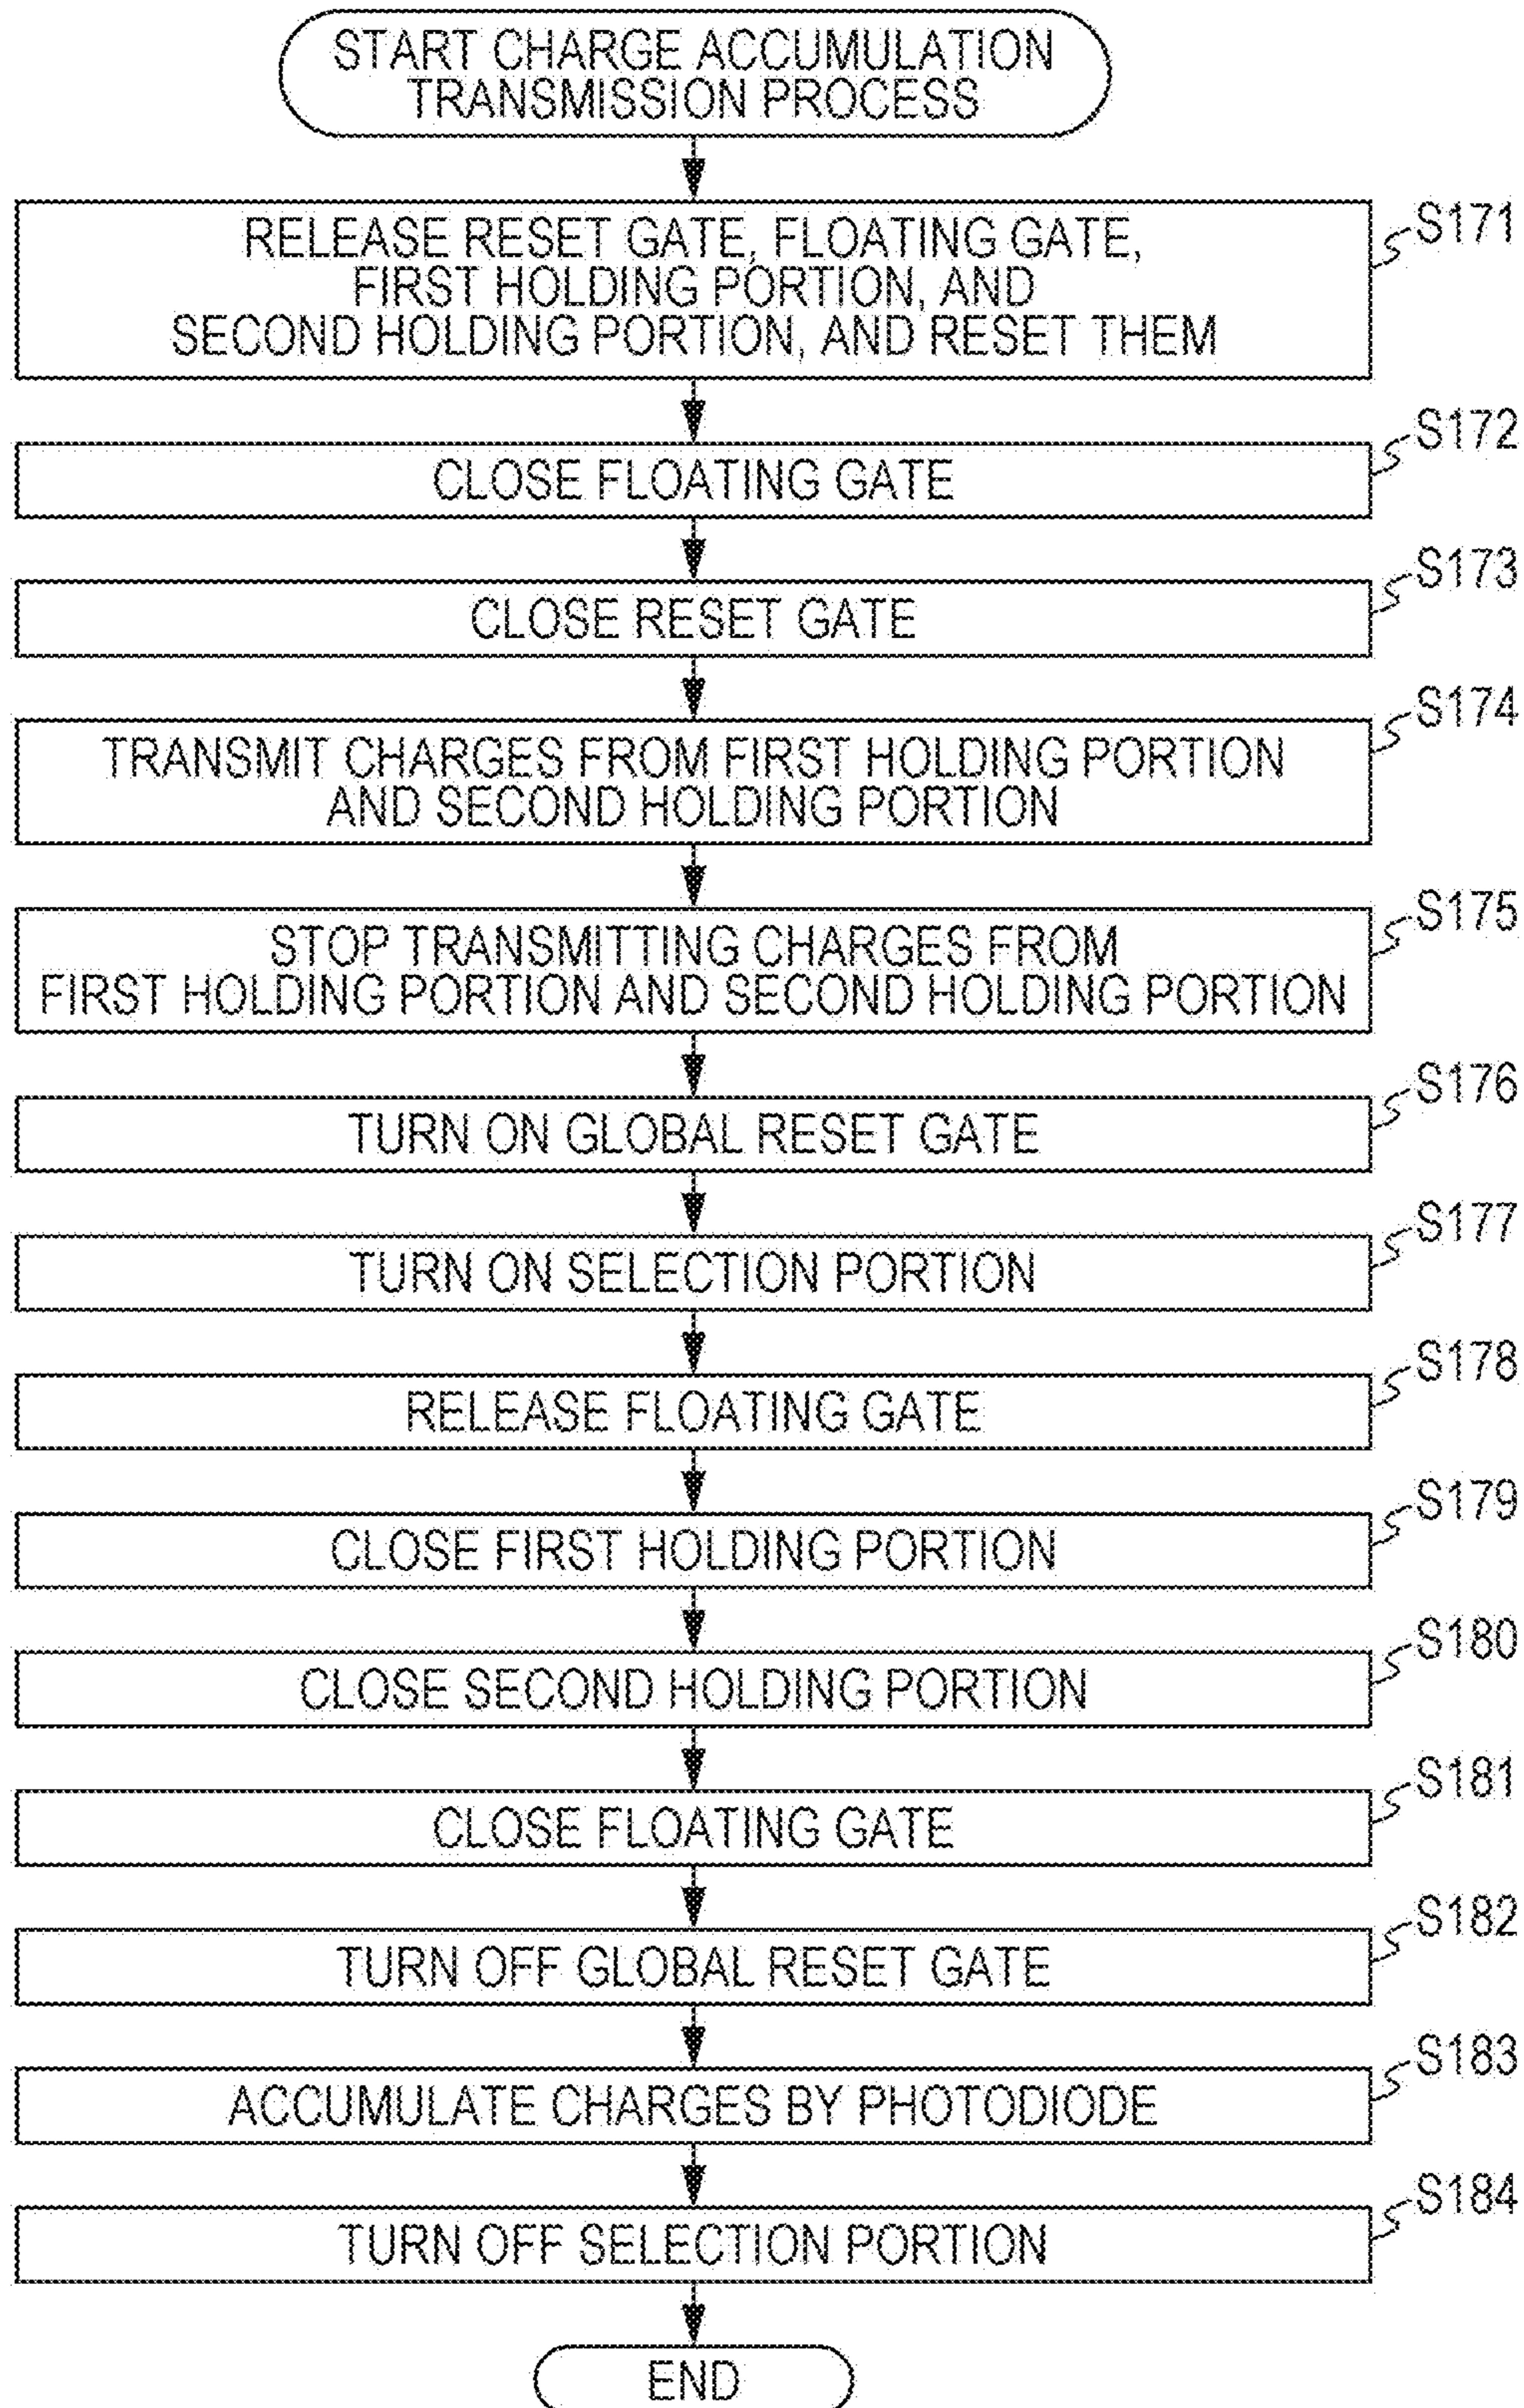 START CHARGE ACCUMULATION
TRANSMISSION PROCESS
RELEASE RESET GATE, FLOATING GATE,
FIRST HOLDING PORTION, AND
SECOND HOLDING PORTION, AND RESET THEM
S171
CLOSE FLOATING GATE
S172
CLOSE RESET GATE
S173
TRANSMIT CHARGES FROM FIRST HOLDING PORTION
AND SECOND HOLDING PORTION
S174
STOP TRANSMITTING CHARGES FROM
FIRST HOLDING PORTION AND SECOND HOLDING PORTION
S175
TURN ON GLOBAL RESET GATE
S176
TURN ON SELECTION PORTION
S177
RELEASE FLOATING GATE
S178
CLOSE FIRST HOLDING PORTION
S179
CLOSE SECOND HOLDING PORTION
S180
CLOSE FLOATING GATE
S181
TURN OFF GLOBAL RESET GATE
S182
ACCUMULATE CHARGES BY PHOTODIODE
S183
TURN OFF SELECTION PORTION
S184
END